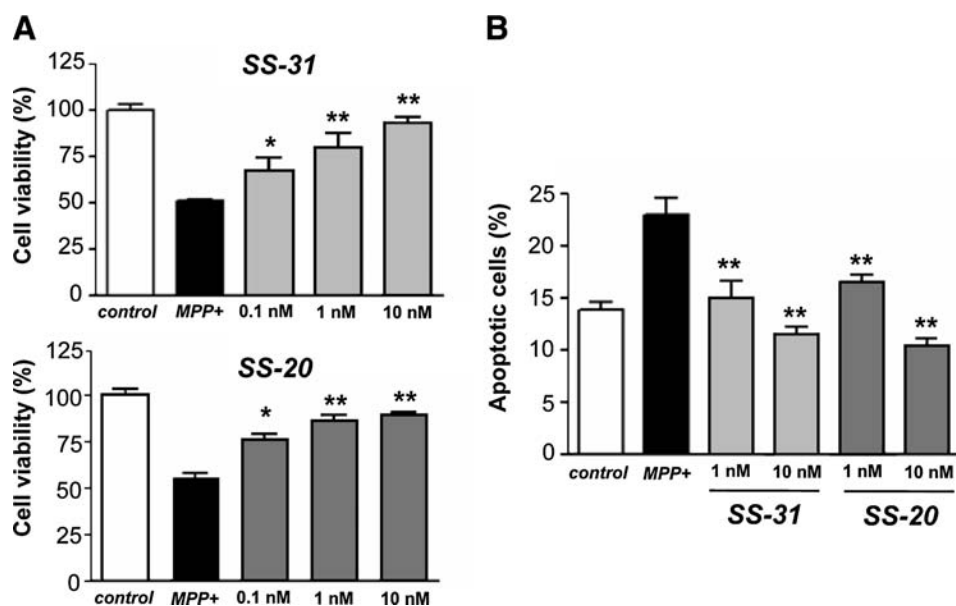 A
SS-31
Cell viability (%)
125
100
75
50
25
0
* ** **
control MPP+ 0.1 nM 1 nM 10 nM
SS-20
Cell viability (%)
125
100
75
50
25
0
* ** **
control MPP+ 0.1 nM 1 nM 10 nM
B
Apoptotic cells (%)
25
20
15
10
5
0
** ** ** **
control MPP+ 1 nM 10 nM 1 nM 10 nM
SS-31 SS-20